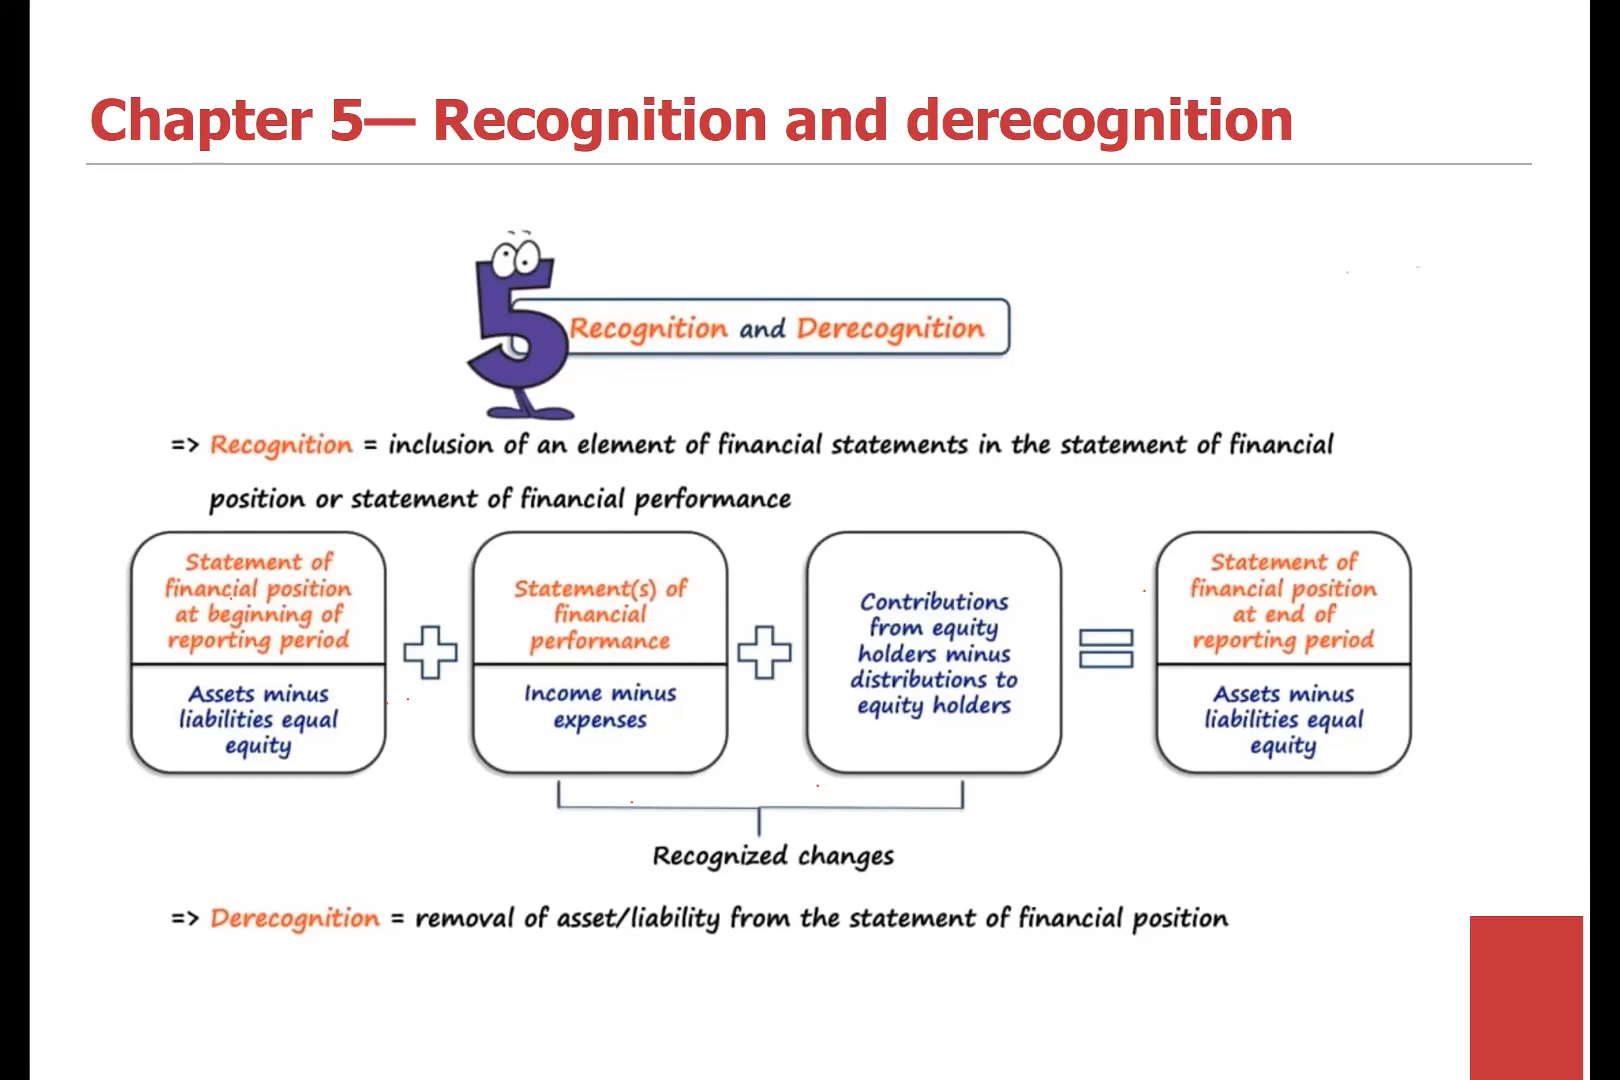 Chapter 5— Recognition and derecognition
5
Recognition and Derecognition
=> Recognition = inclusion of an element of financial statements in the statement of financial
position or statement of financial performance
Statement of
financial position
at beginning of
reporting period
Assets minus
liabilities equal
equity
Statement(s) of
financial
performance
Income minus
expenses
Contributions
from equity
holders minus
distributions to
equity holders
Statement of
financial position
at end of
reporting period
Assets minus
liabilities equal
equity
Recognized changes
=> Derecognition = removal of asset/liability from the statement of financial position